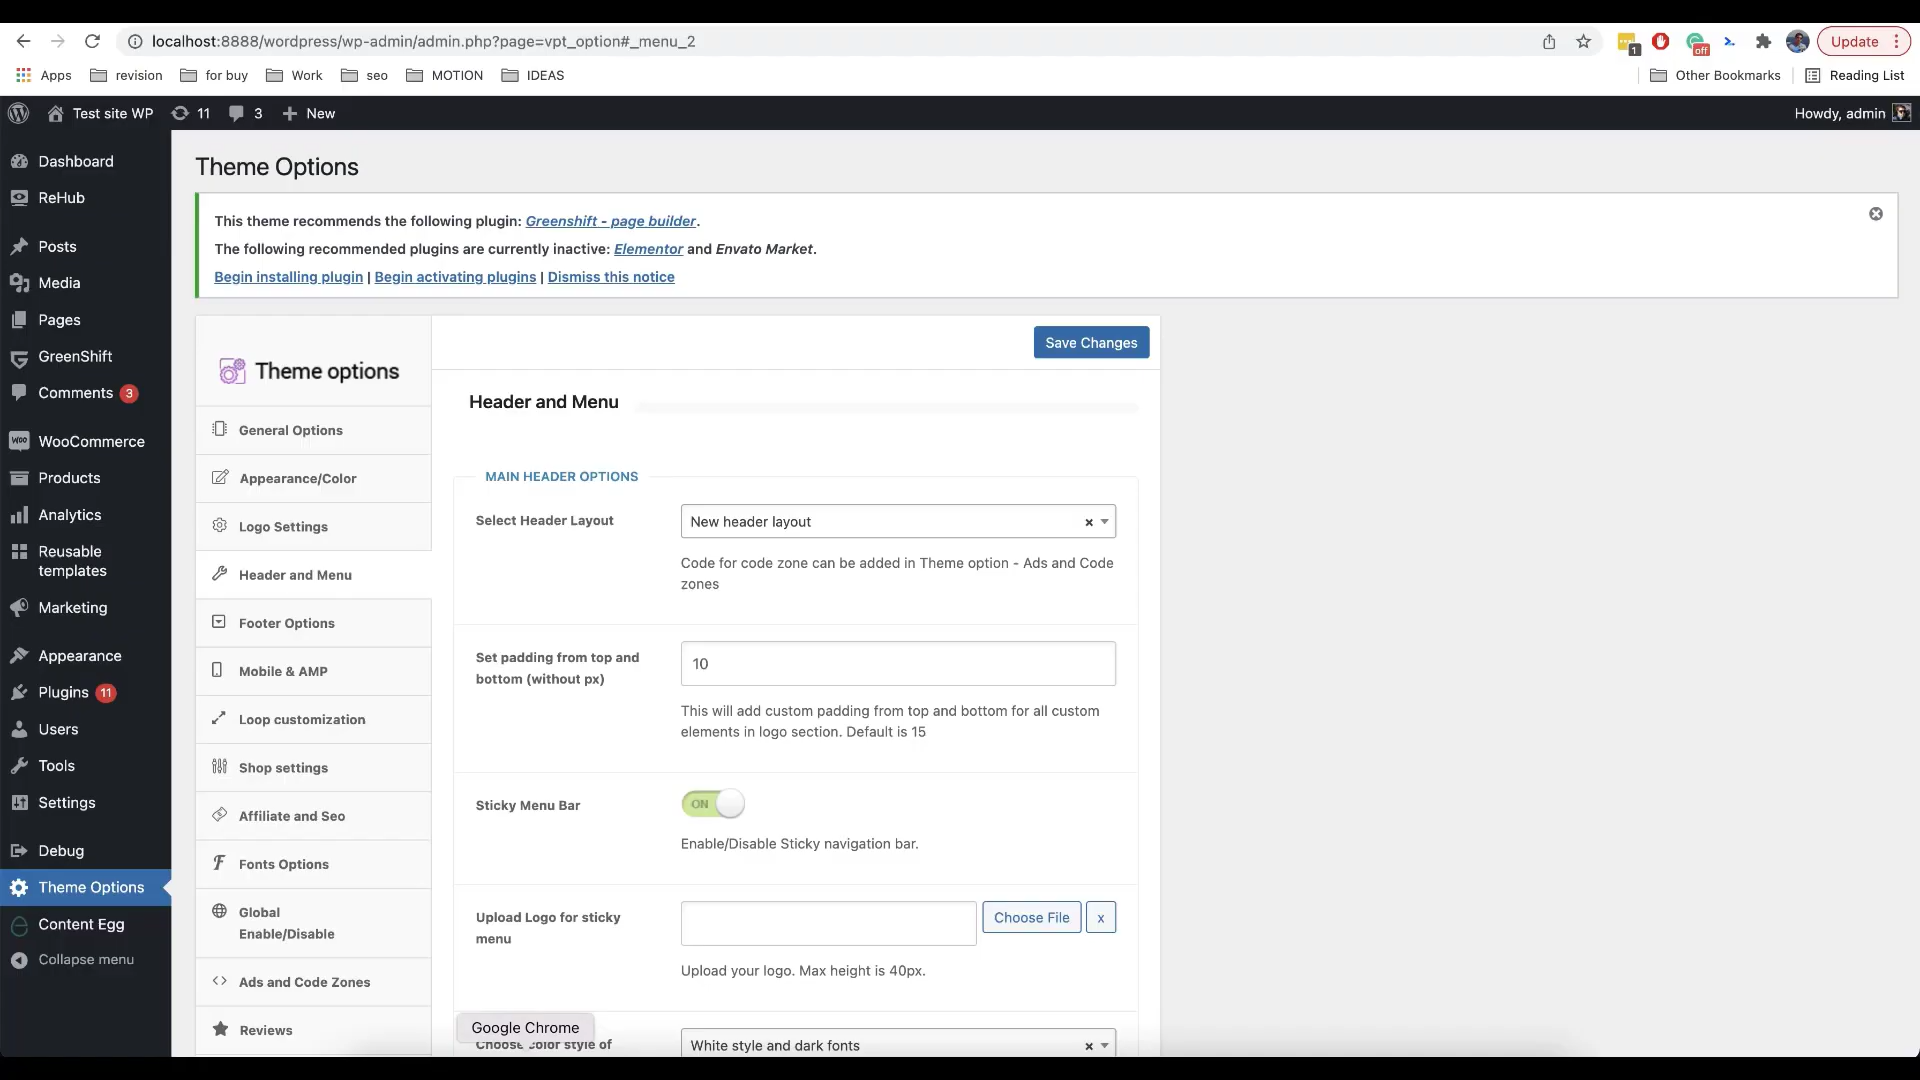 localhost:8888/wordpress/wp-admin/admin.php?page=vpt_option#_menu_2
1
off
Update
Apps
revision
for buy
Work
seo
MOTION
IDEAS
Other Bookmarks
Reading List
Test site WP
11
3
New
Howdy, admin
Dashboard
ReHub
Posts
Media
Pages
GreenShift
Comments 3
WooCommerce
Products
Analytics
Reusable
templates
Marketing
Appearance
Plugins 11
Users
Tools
Settings
Debug
Theme Options
Content Egg
Collapse menu
Theme Options
This theme recommends the following plugin: Greenshift - page builder.
The following recommended plugins are currently inactive: Elementor and Envato Market.
Begin installing plugin | Begin activating plugins | Dismiss this notice
Theme options
General Options
Appearance/Color
Logo Settings
Header and Menu
Footer Options
Mobile & AMP
Loop customization
Shop settings
Affiliate and Seo
Fonts Options
Global
Enable/Disable
Ads and Code Zones
Reviews
Save Changes
Header and Menu
MAIN HEADER OPTIONS
Select Header Layout
New header layout
×
Code for code zone can be added in Theme option - Ads and Code
zones
Set padding from top and
bottom (without px)
10
This will add custom padding from top and bottom for all custom
elements in logo section. Default is 15
Sticky Menu Bar
ON
Enable/Disable Sticky navigation bar.
Upload Logo for sticky
menu
Choose File
x
Upload your logo. Max height is 40px.
Google Chrome
Choose color style of
White style and dark fonts
×